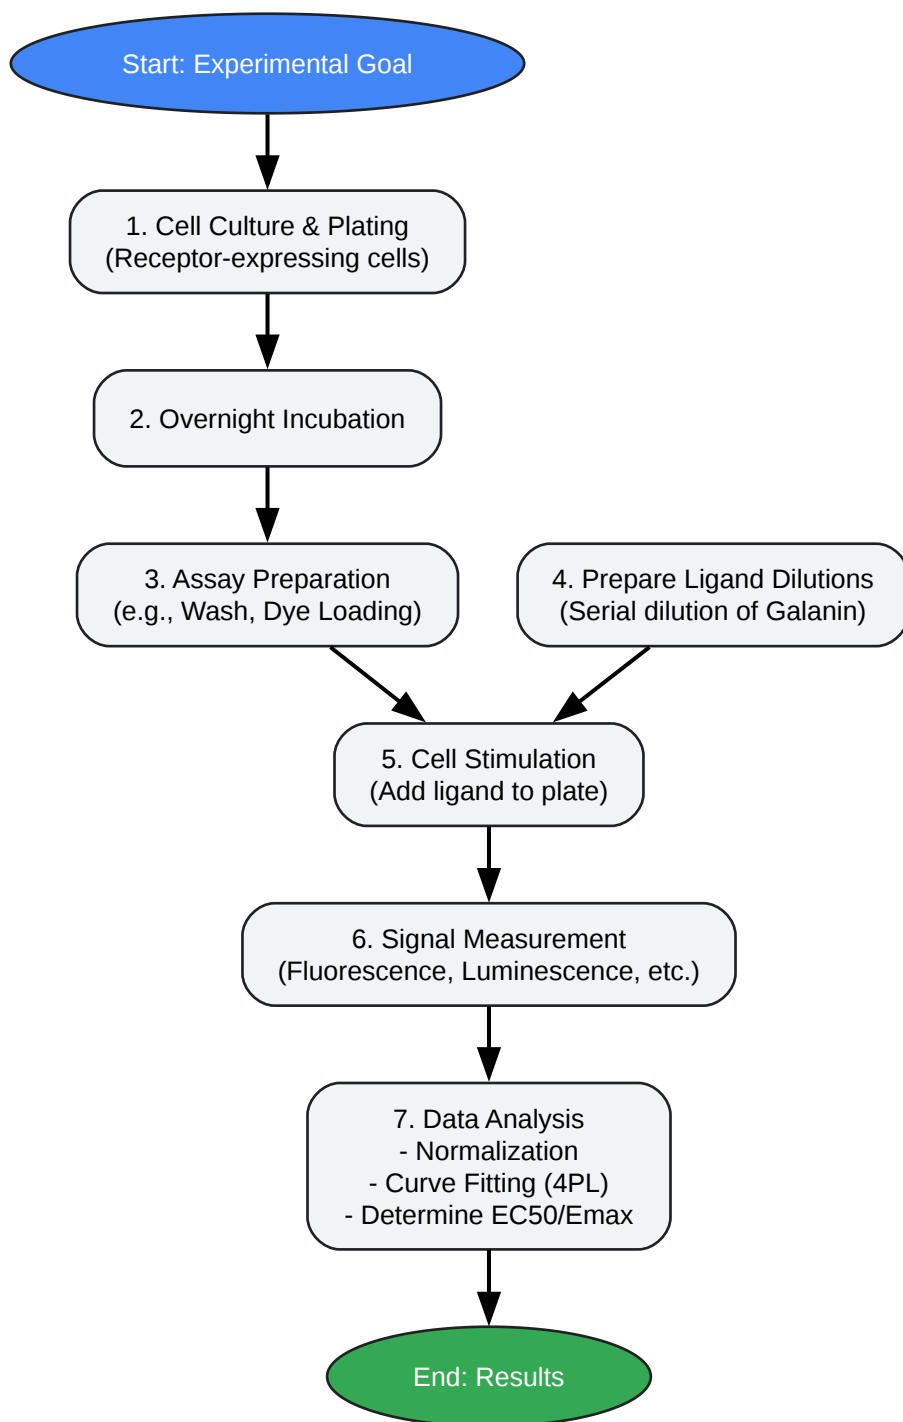 Start: Experimental Goal
1. Cell Culture & Plating
(Receptor-expressing cells)
2. Overnight Incubation
3. Assay Preparation
(e.g., Wash, Dye Loading)
4. Prepare Ligand Dilutions
(Serial dilution of Galanin)
5. Cell Stimulation
(Add ligand to plate)
6. Signal Measurement
(Fluorescence, Luminescence, etc.)
7. Data Analysis
- Normalization
- Curve Fitting (4PL)
- Determine EC50/Emax
End: Results